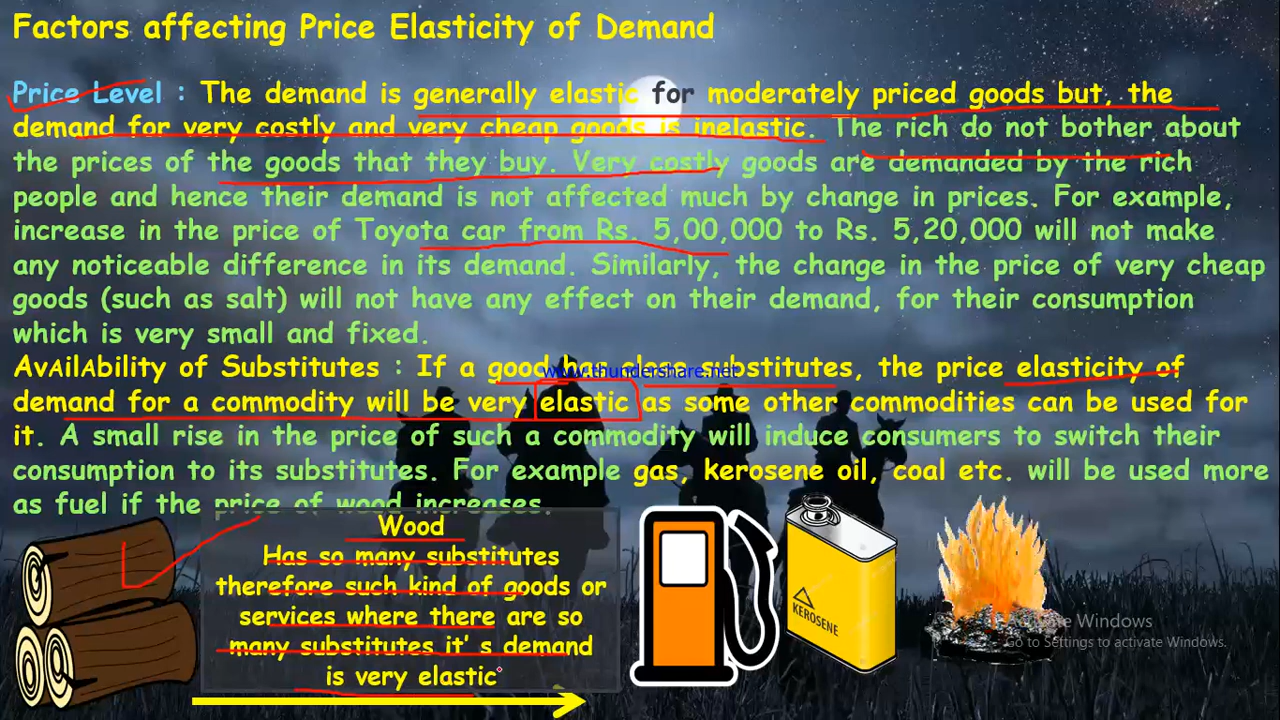 Factors affecting Price Elasticity of Demand
Price Level : The demand is generally elastic for moderately priced goods but, the
demand for very costly and very cheap goods is inelastic. The rich do not bother about
the prices of the goods that they buy. Very costly goods are demanded by the rich
people and hence their demand is not affected much by change in prices. For example,
increase in the price of Toyota car from Rs. 5,00,000 to Rs. 5,20,000 will not make
any noticeable difference in its demand. Similarly, the change in the price of very cheap
goods (such as salt) will not have any effect on their demand, for their consumption
which is very small and fixed.
AvAilAbility of Substitutes : If a good has close substitutes, the price elasticity of
www.thundershare.net
demand for a commodity will be very elastic as some other commodities can be used for
it. A small rise in the price of such a commodity will induce consumers to switch their
consumption to its substitutes. For example gas, kerosene oil, coal etc. will be used more
as fuel if the price of wood increases.
Wood
Has so many substitutes
therefore such kind of goods or
services where there are so
many substitutes it' s demand
is very elastic
KEROSENE
Activate Windows
Go to Settings to activate Windows.